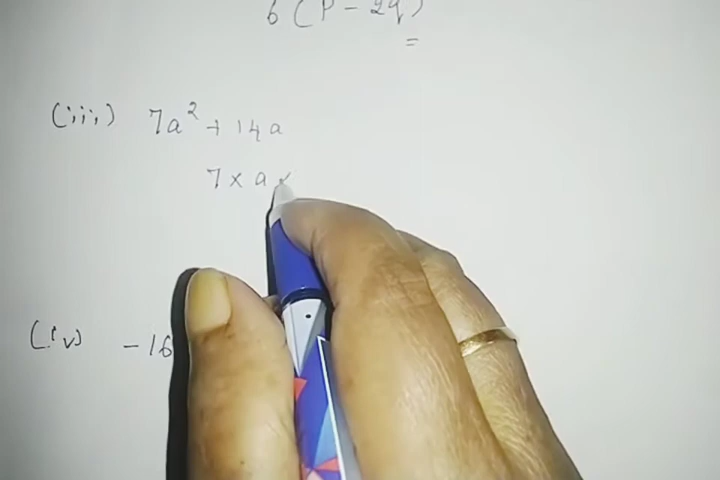 6 (P - 2q)
=
(iii) 7a² + 14a
7 × a ×
(iv) - 16